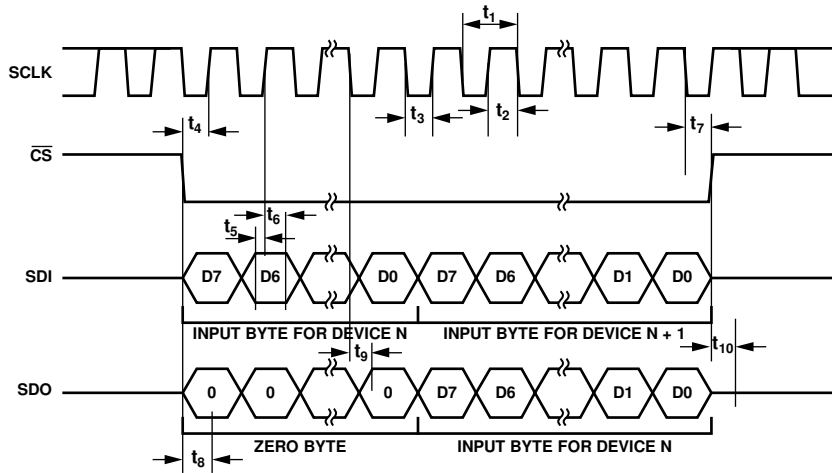 t1
SCLK
t3
t2
t4
t7
CS
t6
t5
SDI
D7
D6
D0
D7
D6
D1
D0
INPUT BYTE FOR DEVICE N
INPUT BYTE FOR DEVICE N + 1
t9
t10
SDO
0
0
0
D7
D6
D1
D0
ZERO BYTE
INPUT BYTE FOR DEVICE N
t8